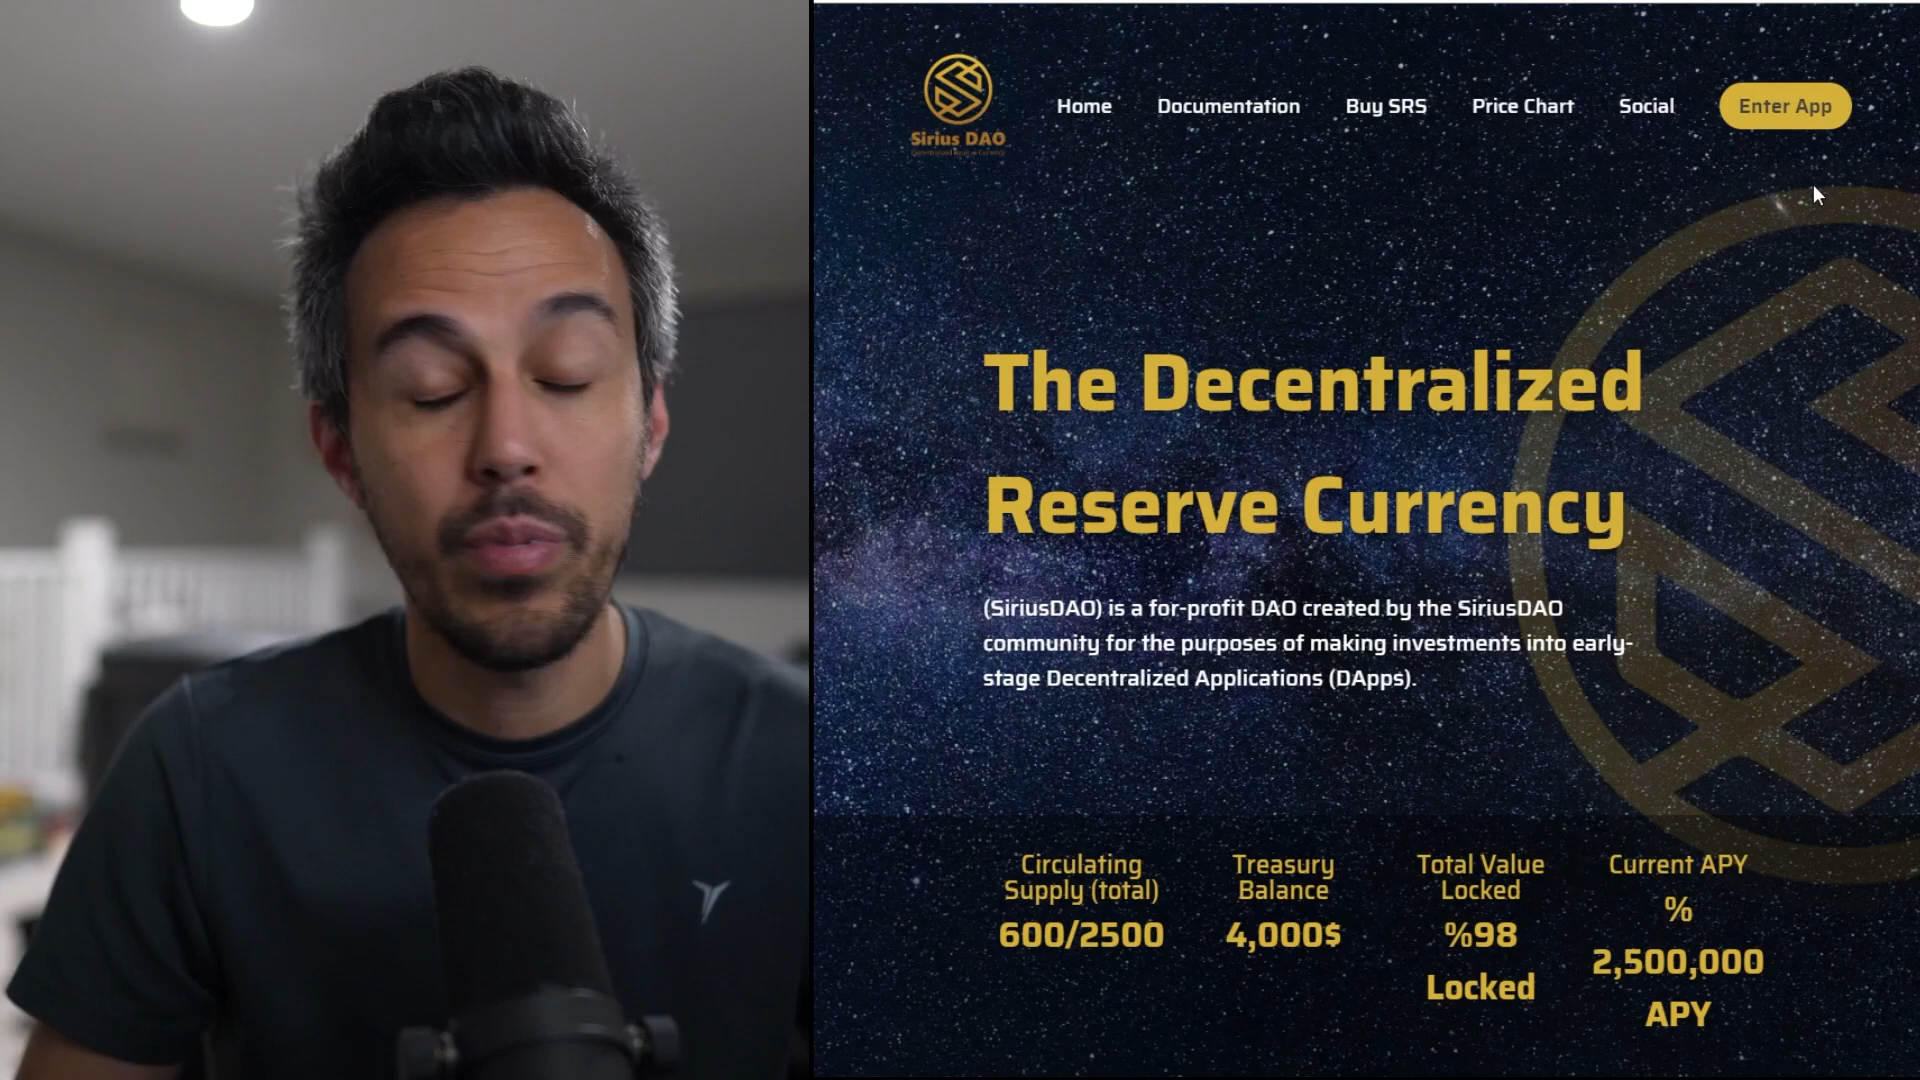 Sirius DAO
Decentralized Reserve Currency
Home
Documentation
Buy SRS
Price Chart
Social
Enter App
The Decentralized
Reserve Currency
(SiriusDAO) is a for-profit DAO created by the SiriusDAO
community for the purposes of making investments into early-
stage Decentralized Applications (DApps).
Circulating
Supply (total)
600/2500
Treasury
Balance
4,000$
Total Value
Locked
%98
Locked
Current APY
%
2,500,000
APY